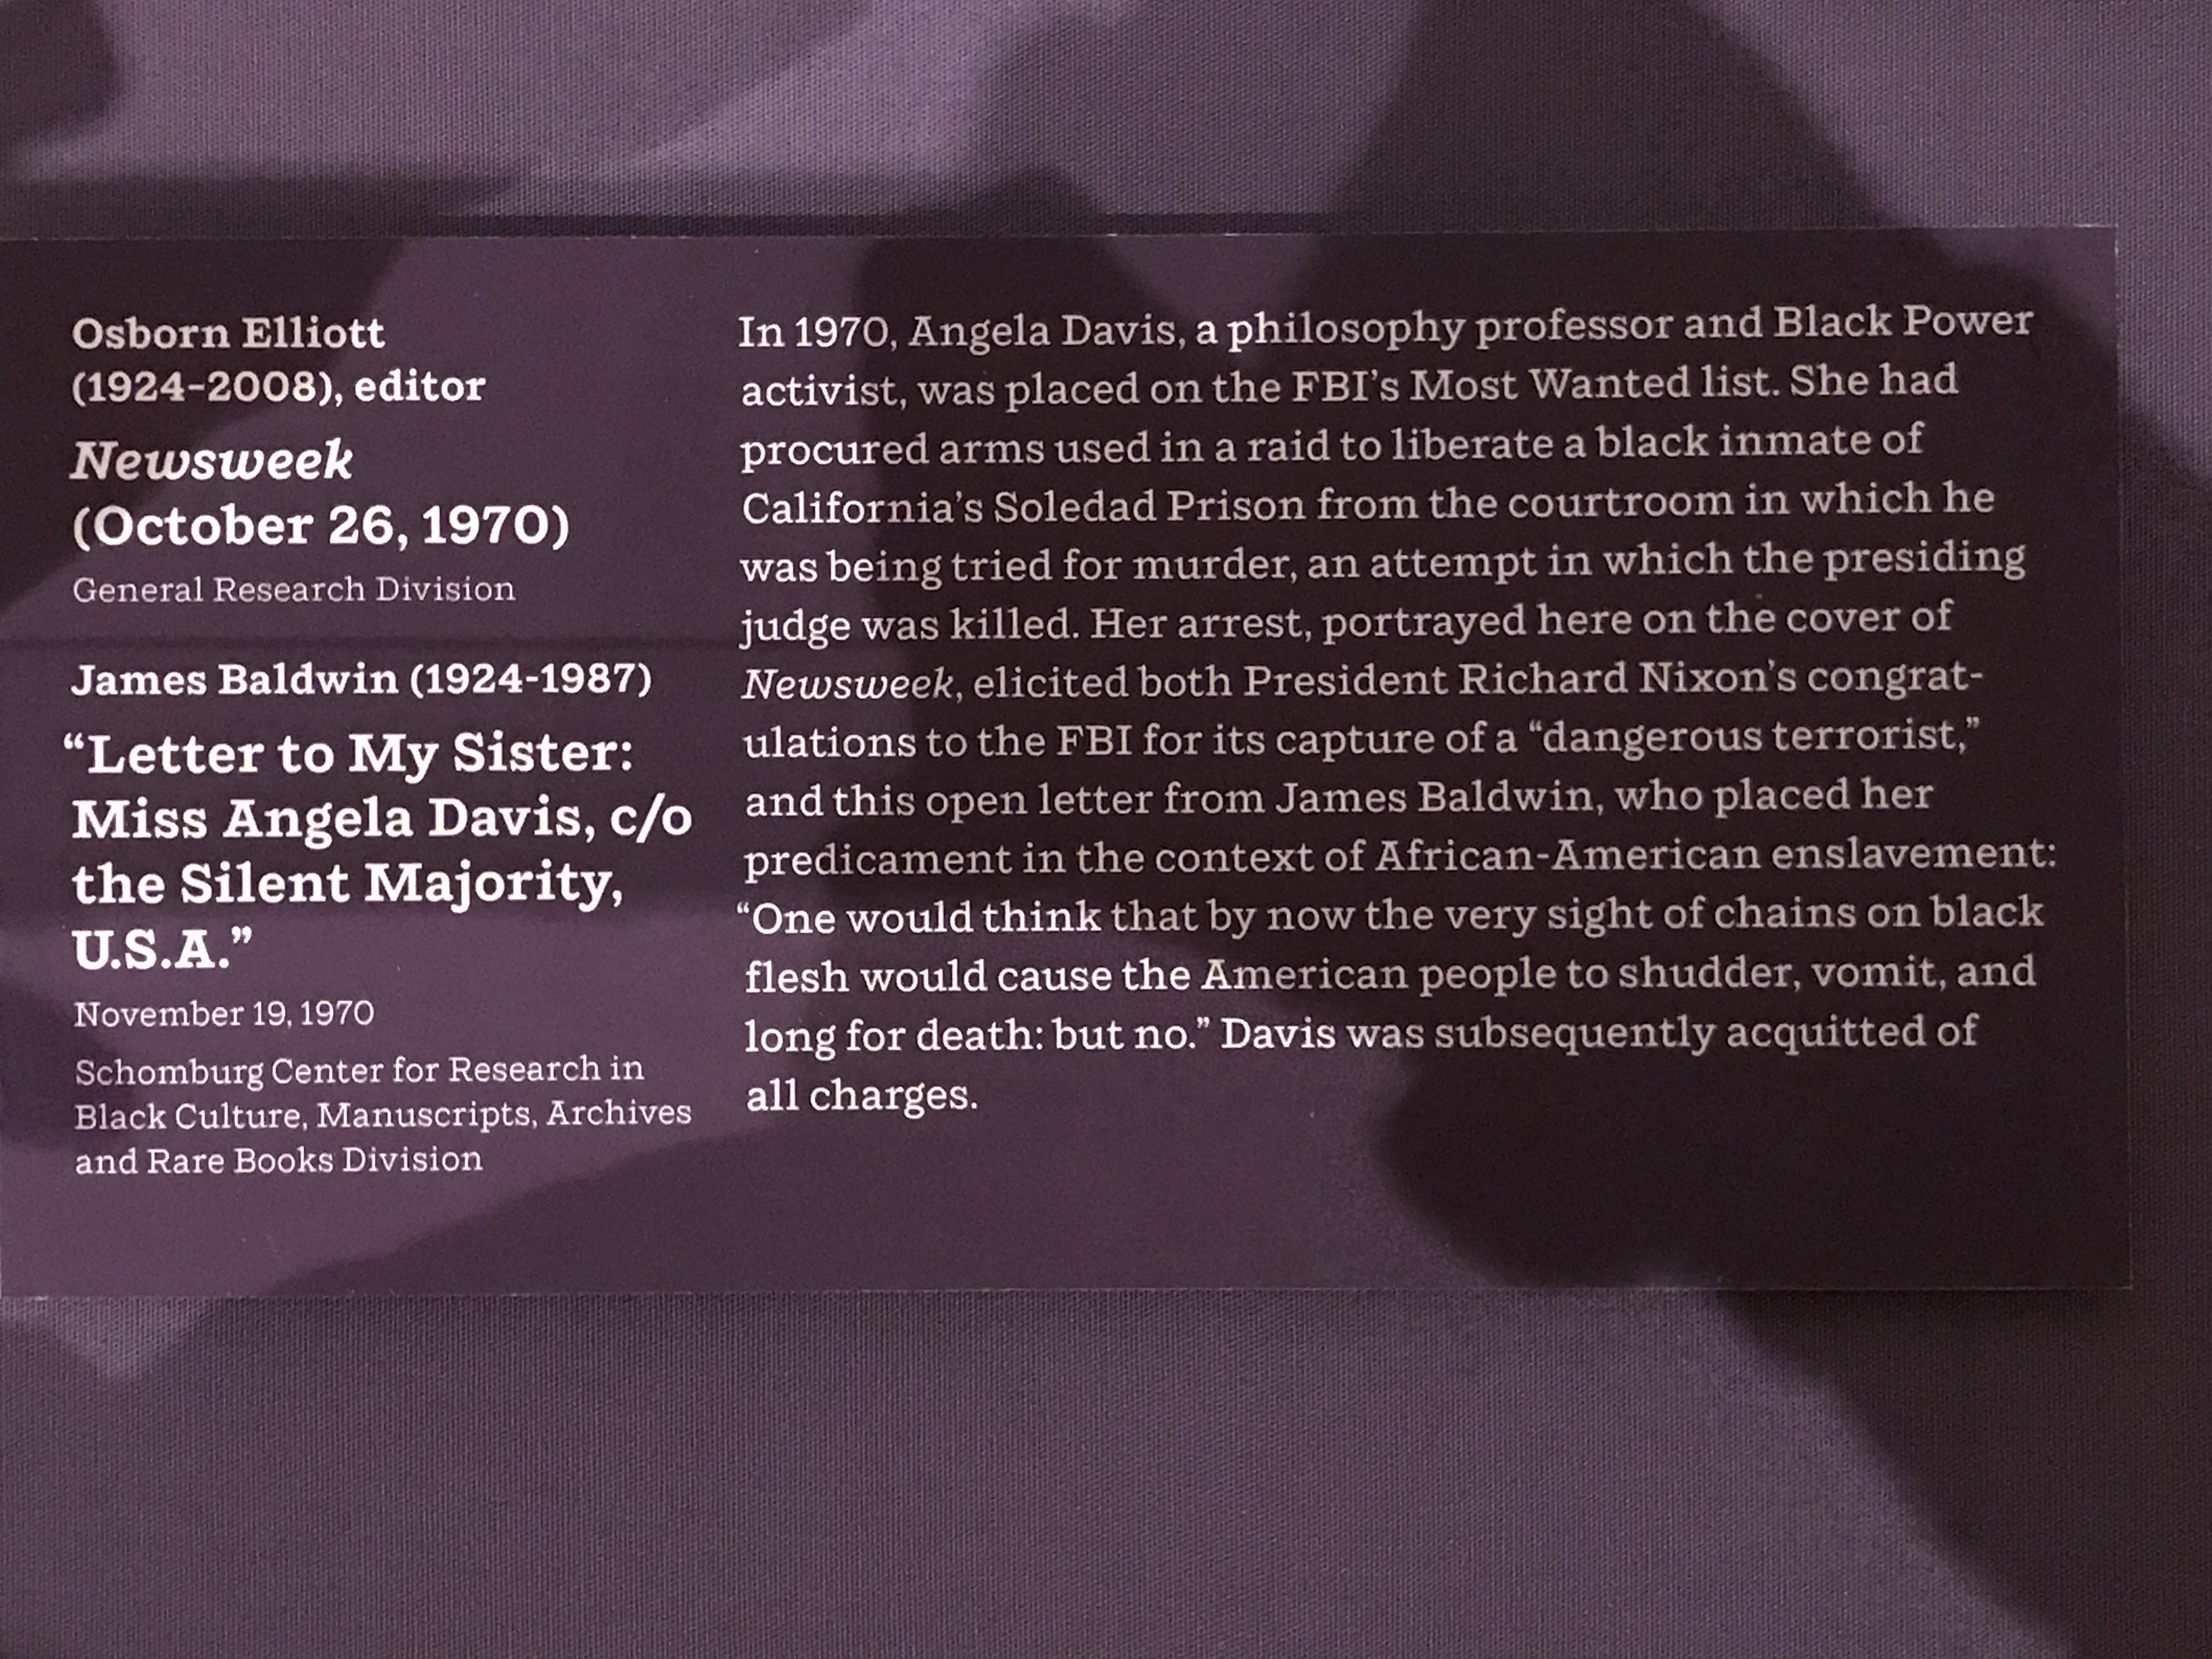 Osborn Elliott
(1924–2008), editor
Newsweek
(October 26, 1970)
General Research Division
James Baldwin (1924-1987)
“Letter to My Sister:
Miss Angela Davis, c/o
the Silent Majority,
U.S.A.”
November 19, 1970
Schomburg Center for Research in
Black Culture, Manuscripts, Archives
and Rare Books Division
In 1970, Angela Davis, a philosophy professor and Black Power
activist, was placed on the FBI’s Most Wanted list. She had
procured arms used in a raid to liberate a black inmate of
California’s Soledad Prison from the courtroom in which he
was being tried for murder, an attempt in which the presiding
judge was killed. Her arrest, portrayed here on the cover of
Newsweek, elicited both President Richard Nixon’s congrat-
ulations to the FBI for its capture of a “dangerous terrorist,”
and this open letter from James Baldwin, who placed her
predicament in the context of African-American enslavement:
“One would think that by now the very sight of chains on black
flesh would cause the American people to shudder, vomit, and
long for death: but no.” Davis was subsequently acquitted of
all charges.